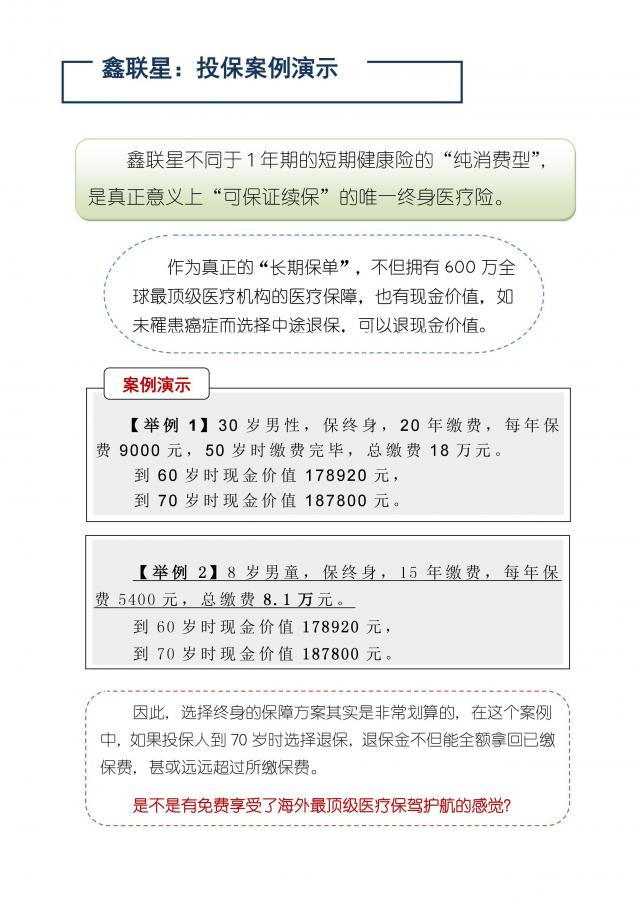 鑫联星：投保案例演示
鑫联星不同于1年期的短期健康险的“纯消费型”，
是真正意义上“可保证续保”的唯一终身医疗险。
作为真正的“长期保单”，不但拥有600万全
球最顶级医疗机构的医疗保障，也有现金价值，如
未罹患癌症而选择中途退保，可以退现金价值。
案例演示
【举例 1】30 岁男性，保终身，20 年缴费，每年保
费 9000 元，50 岁时缴费完毕，总缴费 18 万元。
到 60 岁时现金价值 178920 元，
到 70 岁时现金价值 187800 元。
【举例 2】8 岁男童，保终身，15 年缴费，每年保
费 5400 元，总缴费 8.1 万元。
到 60 岁时现金价值 178920 元，
到 70 岁时现金价值 187800 元。
因此，选择终身的保障方案其实是非常划算的，在这个案例
中，如果投保人到 70 岁时选择退保，退保金不但能全额拿回已缴
保费，甚或远远超过所缴保费。
是不是有免费享受了海外最顶级医疗保驾护航的感觉？